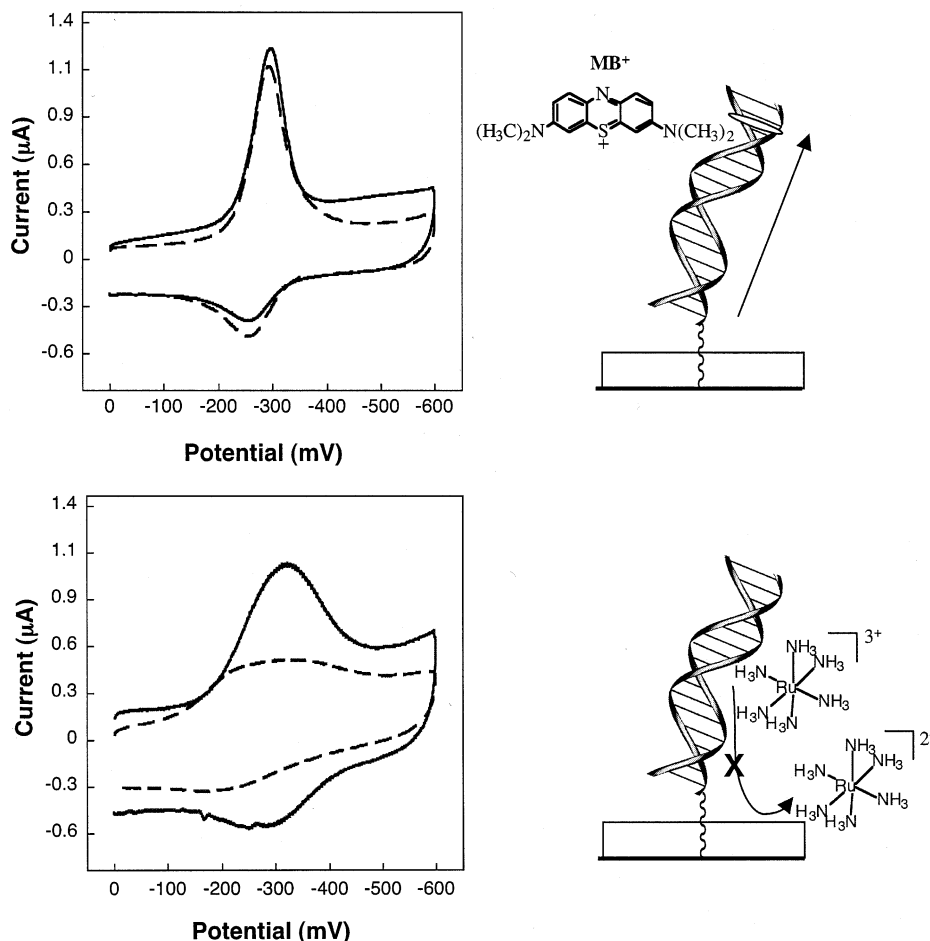 1.4
1.1
0.9
0.6
0.3
0
-0.3
-0.6
Current (µA)
0 -100 -200 -300 -400 -500 -600
Potential (mV)
MB+
N
(H3C)2N S N(CH3)2
+
1.4
1.1
0.9
0.6
0.3
0
-0.3
-0.6
Current (µA)
0 -100 -200 -300 -400 -500 -600
Potential (mV)
3+
NH3
H3N NH3
Ru
H3N NH3
H3N
X
2
NH3
H3N NH3
Ru
H3N NH3
H3N